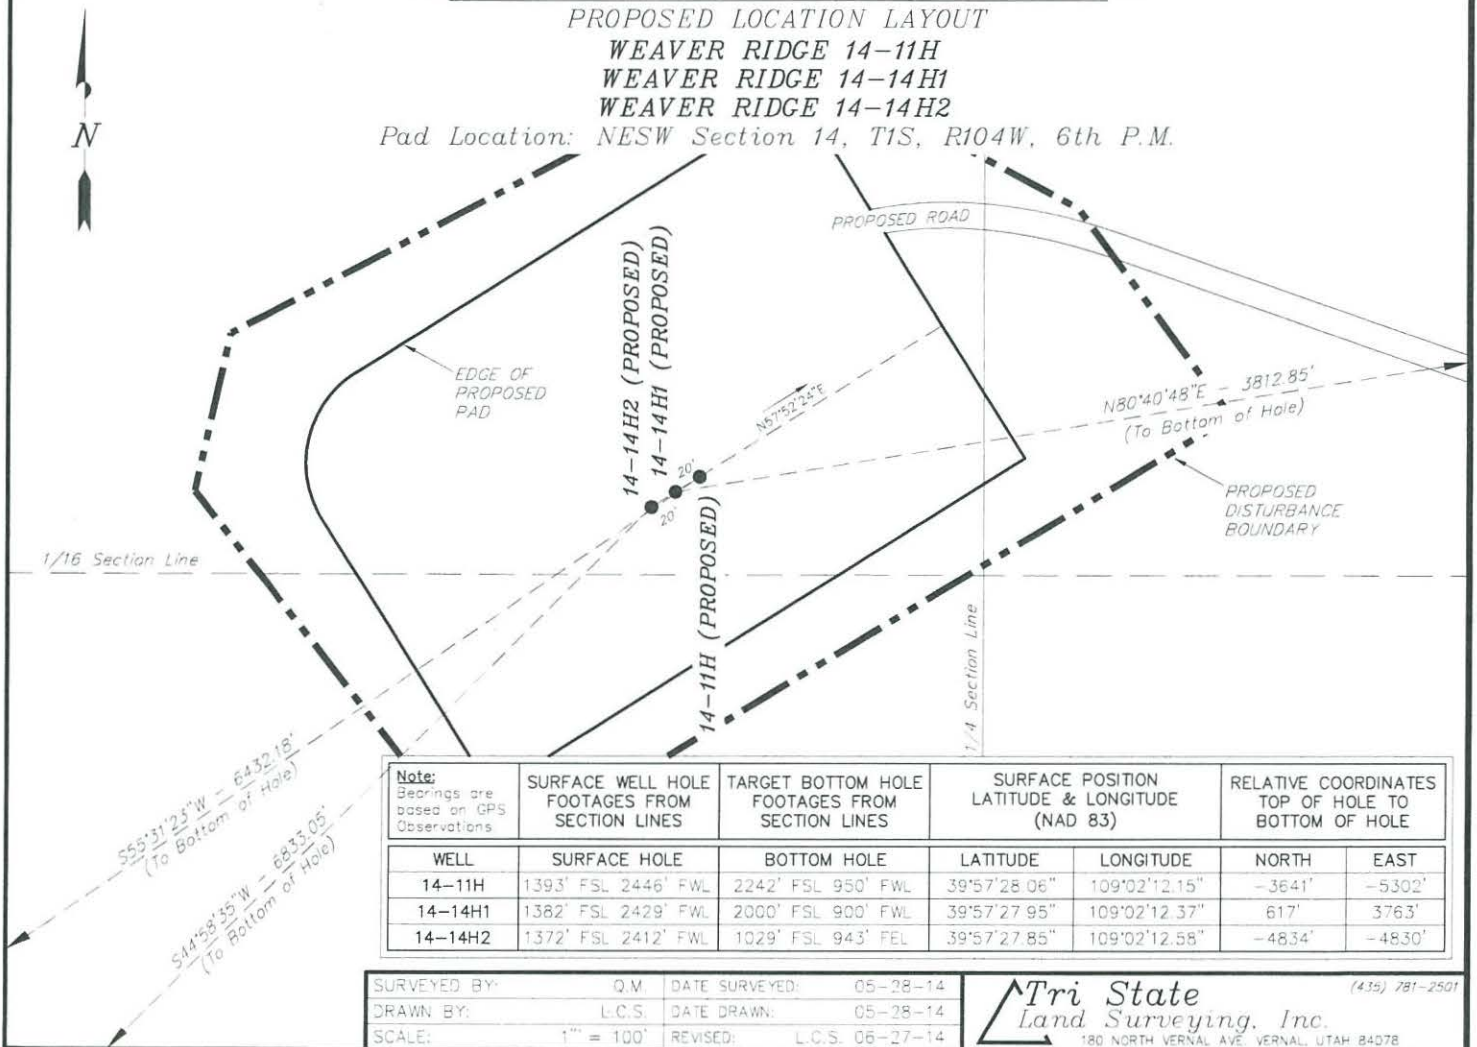 PROPOSED LOCATION LAYOUT
WEAVER RIDGE 14-11H
WEAVER RIDGE 14-14H1
WEAVER RIDGE 14-14H2
Pad Location: NESW Section 14, T1S, R104W, 6th P.M.
N
PROPOSED ROAD
EDGE OF
PROPOSED
PAD
14-14H2 (PROPOSED)
14-14H1 (PROPOSED)
N57°52'24"E
N80°40'48"E - 3812.85'
(To Bottom of Hole)
20'
20'
14-11H (PROPOSED)
PROPOSED
DISTURBANCE
BOUNDARY
1/16 Section Line
1/4 Section Line
S55°31'23"W - 6432.18'
(To Bottom of Hole)
S44°58'35"W - 6833.05'
(To Bottom of Hole)
Note:
Bearings are
based on GPS
Observations
SURFACE WELL HOLE
FOOTAGES FROM
SECTION LINES
TARGET BOTTOM HOLE
FOOTAGES FROM
SECTION LINES
SURFACE POSITION
LATITUDE & LONGITUDE
(NAD 83)
RELATIVE COORDINATES
TOP OF HOLE TO
BOTTOM OF HOLE
WELL SURFACE HOLE BOTTOM HOLE LATITUDE LONGITUDE NORTH EAST
14-11H 1393' FSL 2446' FWL 2242' FSL 950' FWL 39°57'28.06" 109°02'12.15" -3641' -5302'
14-14H1 1382' FSL 2429' FWL 2000' FSL 900' FWL 39°57'27.95" 109°02'12.37" 617' 3763'
14-14H2 1372' FSL 2412' FWL 1029' FSL 943' FEL 39°57'27.85" 109°02'12.58" -4834' -4830'
SURVEYED BY: Q.M. DATE SURVEYED: 05-28-14
DRAWN BY: L.C.S. DATE DRAWN: 05-28-14
SCALE: 1" = 100' REVISED: L.C.S. 06-27-14
Tri State
Land Surveying, Inc.
(435) 781-2501
180 NORTH VERNAL AVE. VERNAL, UTAH 84078